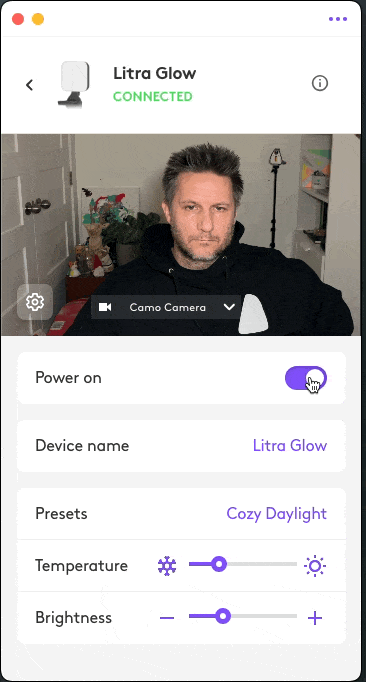 Litra Glow
CONNECTED
Camo Camera
Power on
Device name
Litra Glow
Presets
Cozy Daylight
Temperature
Brightness